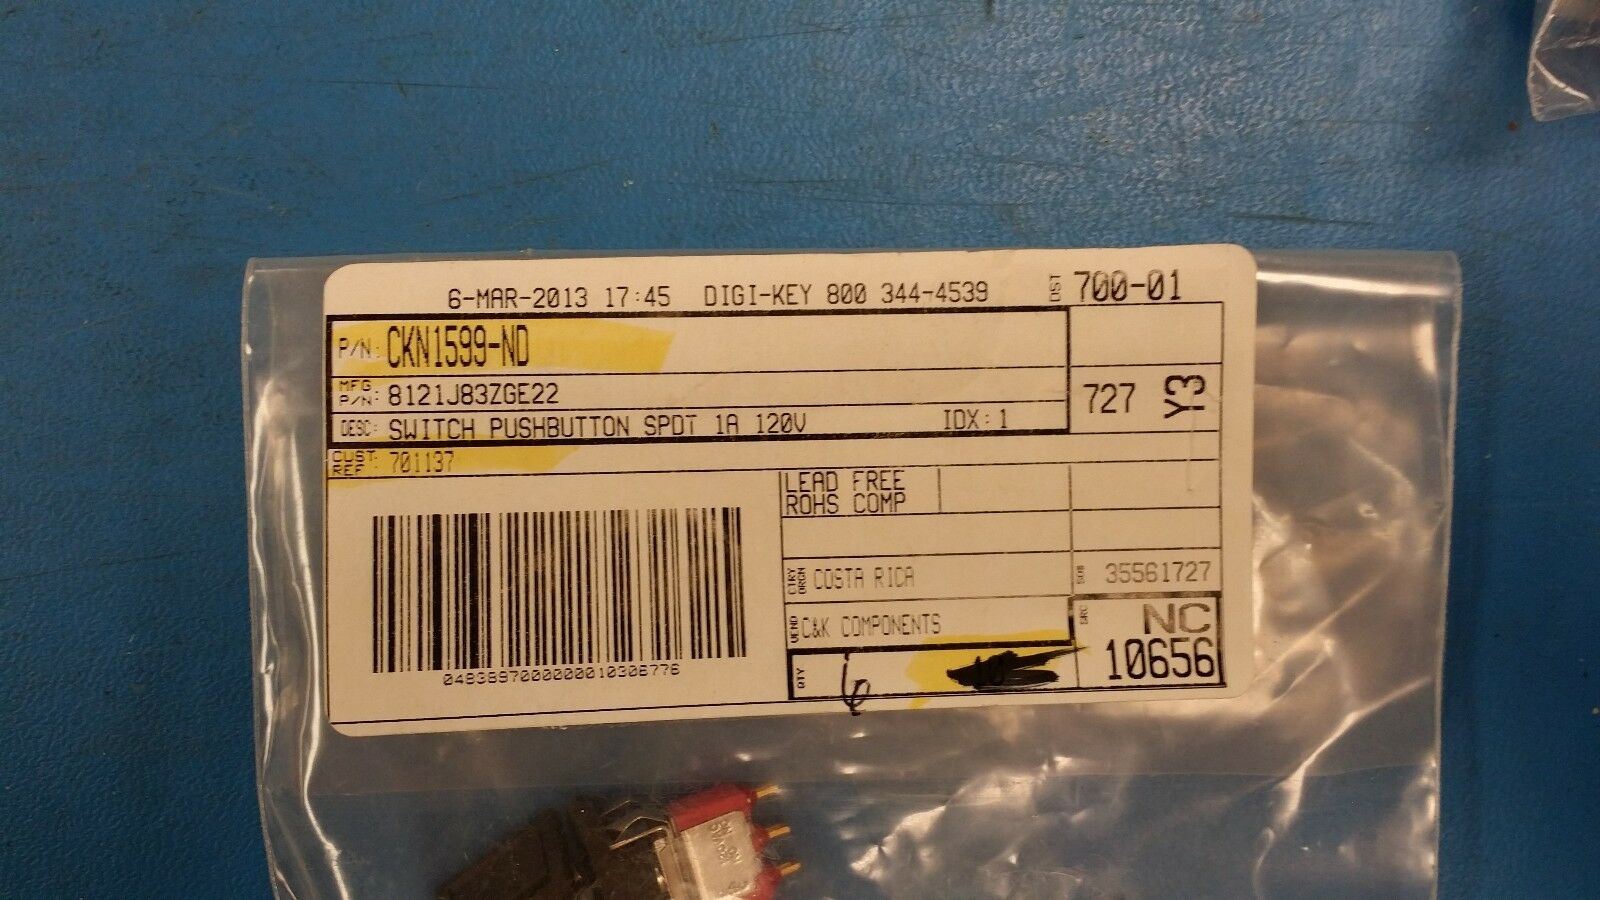 6-MAR-2013 17:45 DIGI-KEY 800 344-4539 DST 700-01
P/N: CKN1599-ND
MFG. P/N: 8121J83ZGE22
727 Y3
DESC: SWITCH PUSHBUTTON SPDT 1A 120V IDX: 1
CUST REF: 701137
LEAD FREE
ROHS COMP
CTRY ORGN COSTA RICA
SO# 35561727
VEND C&K COMPONENTS
SRC NC
QTY 6 10
10656